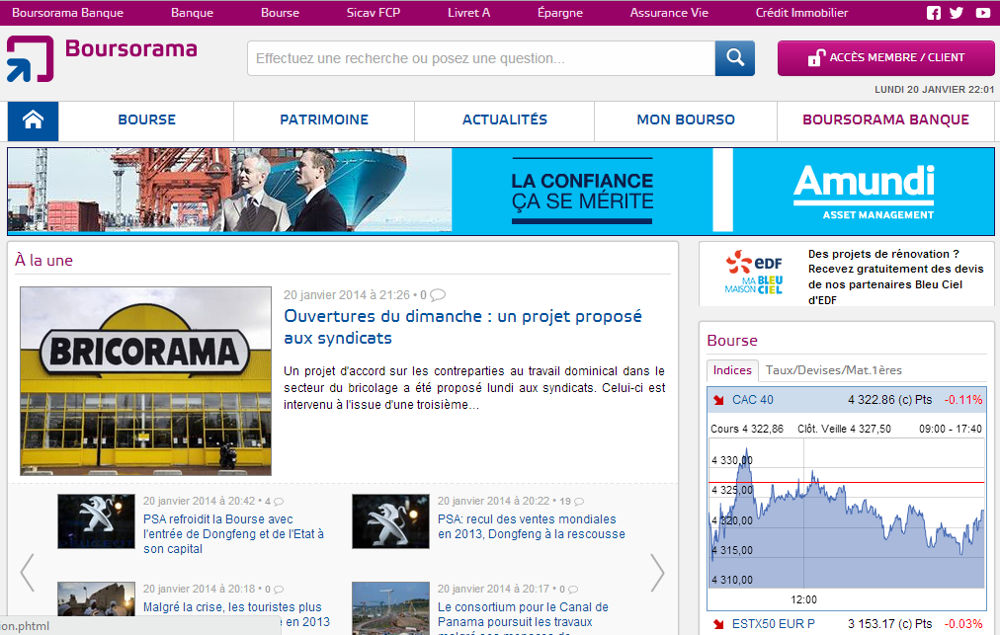 Boursorama Banque Banque Bourse Sicav FCP Livret A Épargne Assurance Vie Crédit Immobilier
Boursorama
Effectuez une recherche ou posez une question...
ACCÈS MEMBRE / CLIENT
LUNDI 20 JANVIER 22:01
BOURSE PATRIMOINE ACTUALITÉS MON BOURSO BOURSORAMA BANQUE
LA CONFIANCE
ÇA SE MÉRITE
Amundi
ASSET MANAGEMENT
À la une
BRICORAMA
20 janvier 2014 à 21:26 • 0
Ouvertures du dimanche : un projet proposé
aux syndicats
Un projet d'accord sur les contreparties au travail dominical dans le
secteur du bricolage a été proposé lundi aux syndicats. Celui-ci est
intervenu à l'issue d'une troisième...
20 janvier 2014 à 20:42 • 4
PSA refroidit la Bourse avec
l'entrée de Dongfeng et de l'Etat à
son capital
20 janvier 2014 à 20:22 • 19
PSA: recul des ventes mondiales
en 2013, Dongfeng à la rescousse
20 janvier 2014 à 20:18 • 0
Malgré la crise, les touristes plus
e en 2013
20 janvier 2014 à 20:17 • 0
Le consortium pour le Canal de
Panama poursuit les travaux
ion.phtml
eDF
MA BLEU
MAISON CIEL
Des projets de rénovation ?
Recevez gratuitement des devis
de nos partenaires Bleu Ciel
d'EDF
Bourse
Indices Taux/Devises/Mat.1ères
CAC 40 4 322.86 (c) Pts -0.11%
Cours 4 322,86 Clôt. Veille 4 327,50 09:00 - 17:40
4 330,00
4 325,00
4 320,00
4 315,00
4 310,00
12:00
ESTX50 EUR P 3 153.17 (c) Pts -0.03%